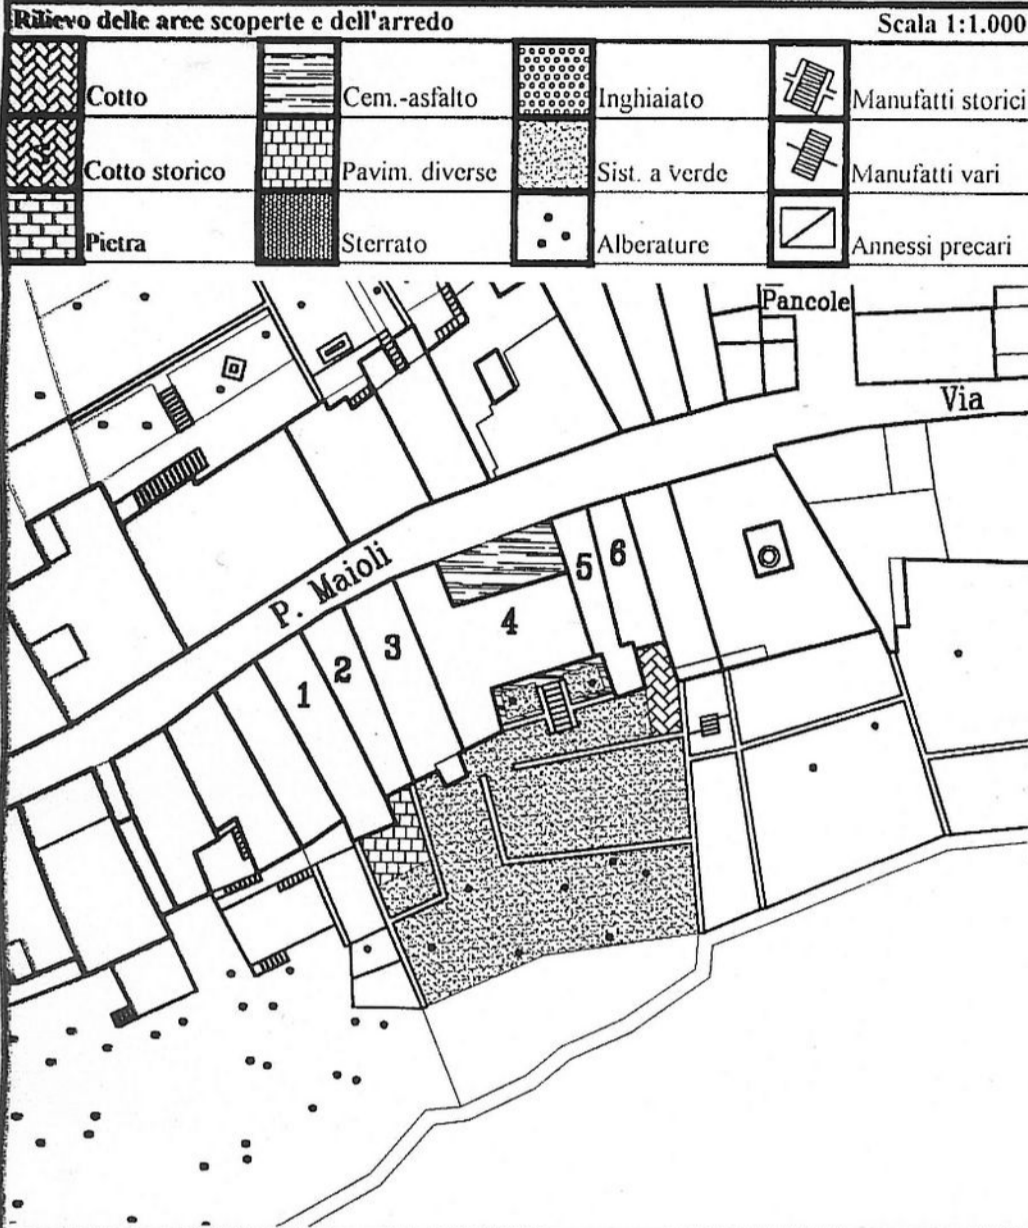 Rilievo delle aree scoperte e dell'arredo Scala 1:1.000
Cotto Cem.-asfalto Inghiaiato Manufatti storici
Cotto storico Pavim. diverse Sist. a verde Manufatti vari
Pietra Sterrato Alberature Annessi precari
Pancole
Via
P. Maioli
1
2
3
4
5
6